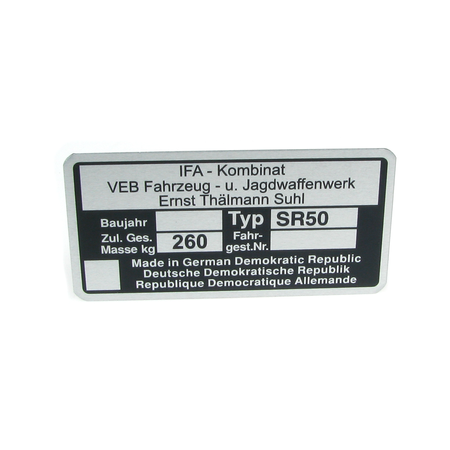 IFA - Kombinat
VEB Fahrzeug - u. Jagdwaffenwerk
Ernst Thälmann Suhl
Baujahr Typ SR50
Zul. Ges. Masse kg 260 Fahr-gest.Nr.
Made in German Democratic Republic
Deutsche Demokratische Republik
Republique Democratique Allemande